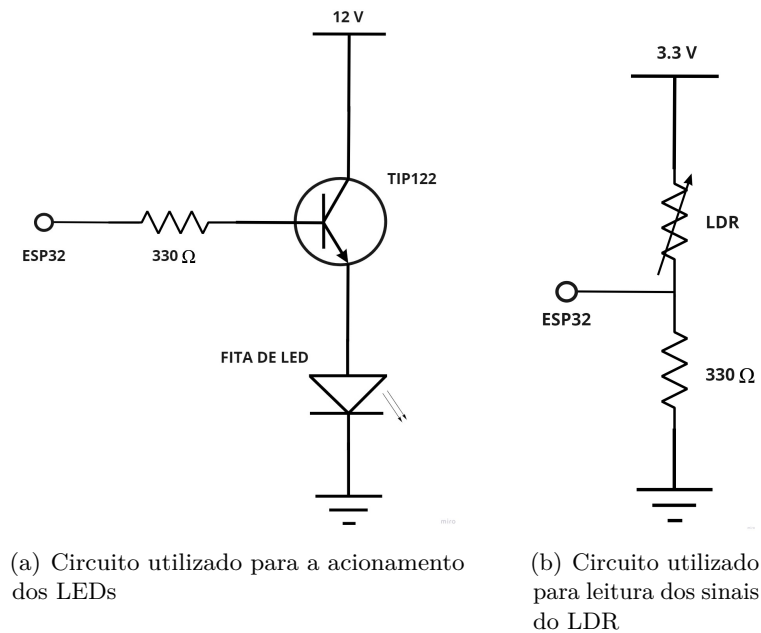 12 V
TIP122
ESP32
330 Ω
FITA DE LED
miro
(a) Circuito utilizado para a acionamento
dos LEDs
3.3 V
LDR
ESP32
330 Ω
(b) Circuito utilizado
para leitura dos sinais
do LDR